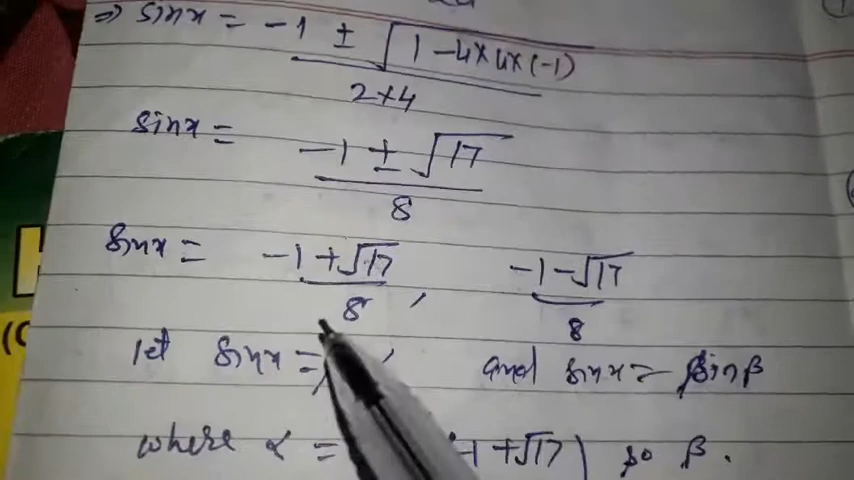 ⇒ sinx = -1 ± √1-4×4×(-1) / 2×4
sinx = -1 ± √17 / 8
sinx = -1+√17 / 8 , -1-√17 / 8
let sinx = and sinx = sinβ
where α = -1+√17) so β.